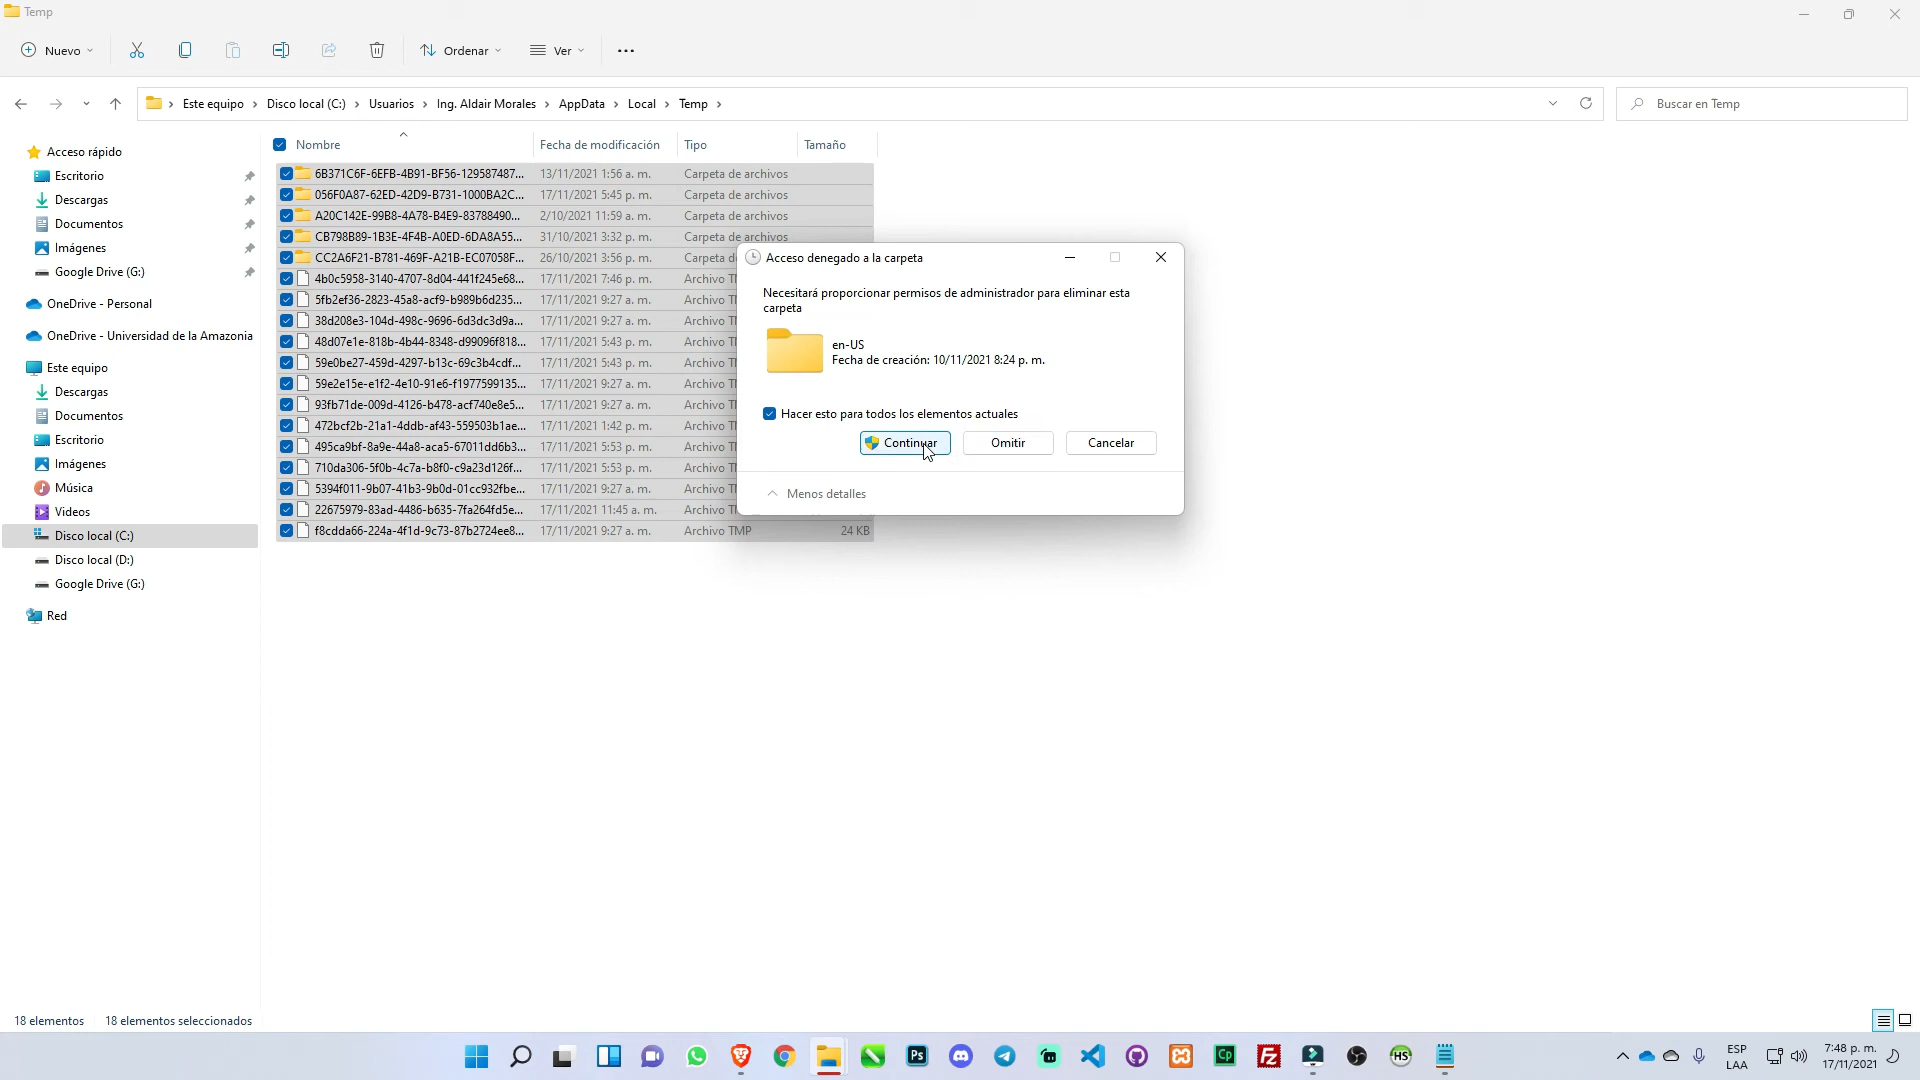 Temp
Nuevo
Ordenar
Ver
Este equipo > Disco local (C:) > Usuarios > Ing. Aldair Morales > AppData > Local > Temp >
Buscar en Temp
Nombre
Fecha de modificación
Tipo
Tamaño
Acceso rápido
Escritorio
Descargas
Documentos
Imágenes
Google Drive (G:)
OneDrive - Personal
OneDrive - Universidad de la Amazonia
Este equipo
Descargas
Documentos
Escritorio
Imágenes
Música
Videos
Disco local (C:)
Disco local (D:)
Google Drive (G:)
Red
6B371C6F-6EFB-4B91-BF56-129587487... 13/11/2021 1:56 a. m. Carpeta de archivos
056F0A87-62ED-42D9-B731-1000BA2C... 17/11/2021 5:45 p. m. Carpeta de archivos
A20C142E-99B8-4A78-B4E9-83788490... 2/10/2021 11:59 a. m. Carpeta de archivos
CB798B89-1B3E-4F4B-A0ED-6DA8A55... 31/10/2021 3:32 p. m. Carpeta de archivos
CC2A6F21-B781-469F-A21B-EC07058F... 26/10/2021 3:56 p. m. Carpeta d
4b0c5958-3140-4707-8d04-441f245e68... 17/11/2021 7:46 p. m. Archivo T
5fb2ef36-2823-45a8-acf9-b989b6d235... 17/11/2021 9:27 a. m. Archivo T
38d208e3-104d-498c-9696-6d3dc3d9a... 17/11/2021 9:27 a. m. Archivo T
48d07e1e-818b-4b44-8348-d99096f818... 17/11/2021 5:43 p. m. Archivo T
59e0be27-459d-4297-b13c-69c3b4cdf... 17/11/2021 5:43 p. m. Archivo T
59e2e15e-e1f2-4e10-91e6-f1977599135... 17/11/2021 9:27 a. m. Archivo T
93fb71de-009d-4126-b478-acf740e8e5... 17/11/2021 9:27 a. m. Archivo T
472bcf2b-21a1-4ddb-af43-559503b1ae... 17/11/2021 1:42 p. m. Archivo T
495ca9bf-8a9e-44a8-aca5-67011dd6b3... 17/11/2021 5:53 p. m. Archivo T
710da306-5f0b-4c7a-b8f0-c9a23d126f... 17/11/2021 5:53 p. m. Archivo T
5394f011-9b07-41b3-9b0d-01cc932fbe... 17/11/2021 9:27 a. m. Archivo T
22675979-83ad-4486-b635-7fa264fd5e... 17/11/2021 11:45 a. m. Archivo T
f8cdda66-224a-4f1d-9c73-87b2724ee8... 17/11/2021 9:27 a. m. Archivo TMP 24 KB
Acceso denegado a la carpeta
Necesitará proporcionar permisos de administrador para eliminar esta
carpeta
en-US
Fecha de creación: 10/11/2021 8:24 p. m.
Hacer esto para todos los elementos actuales
Continuar
Omitir
Cancelar
Menos detalles
18 elementos
18 elementos seleccionados
Ps
Cp
FZ
HS
ESP
LAA
7:48 p. m.
17/11/2021